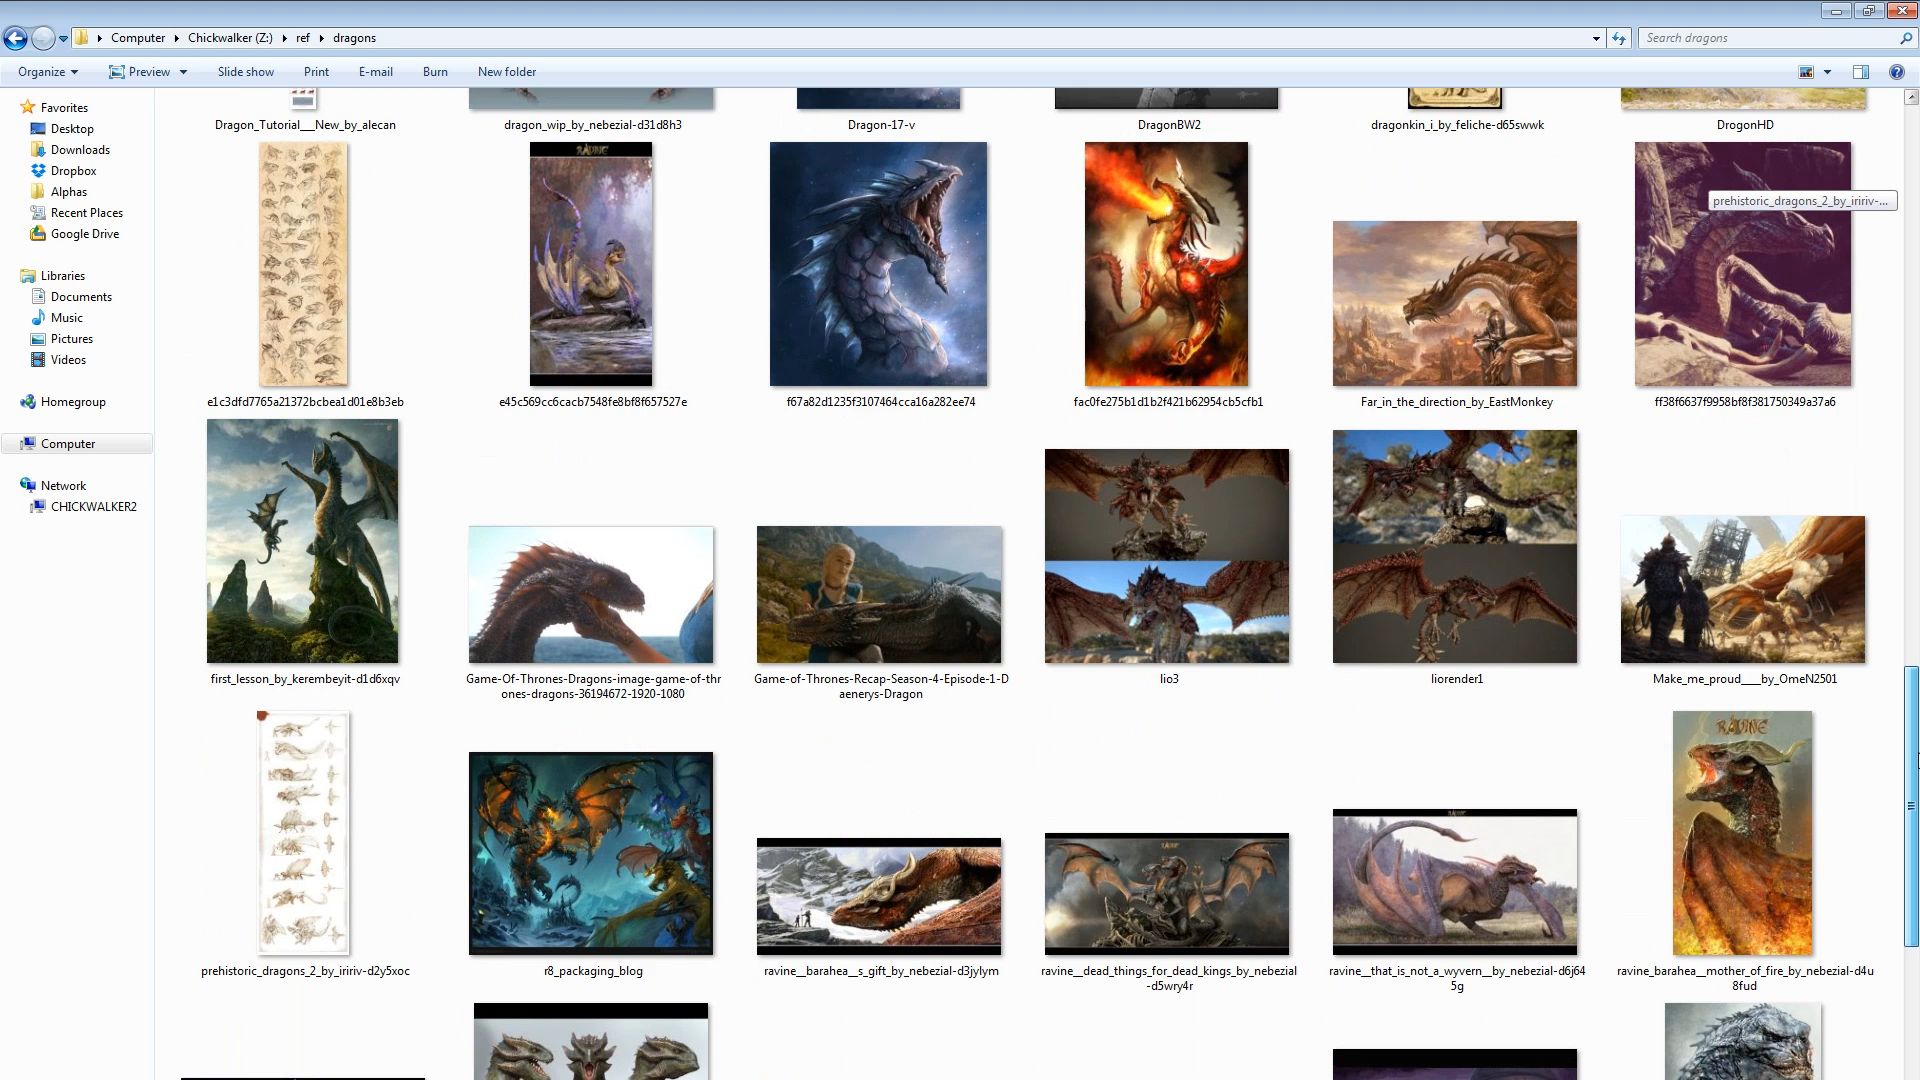 Computer
Chickwalker (Z:)
ref
dragons
Search dragons
Organize
Preview
Slide show
Print
E-mail
Burn
New folder
Favorites
Desktop
Downloads
Dropbox
Alphas
Recent Places
Google Drive
Libraries
Documents
Music
Pictures
Videos
Homegroup
Computer
Network
CHICKWALKER2
Dragon_Tutorial___New_by_alecan
dragon_wip_by_nebezial-d31d8h3
Dragon-17-v
DragonBW2
dragonkin_i_by_feliche-d65swwk
DrogonHD
RAVINE
prehistoric_dragons_2_by_iririv-...
e1c3dfd7765a21372bcbea1d01e8b3eb
e45c569cc6cacb7548fe8bf8f657527e
f67a82d1235f3107464cca16a282ee74
fac0fe275b1d1b2f421b62954cb5cfb1
Far_in_the_direction_by_EastMonkey
ff38f6637f9958bf8f381750349a37a6
first_lesson_by_kerembeyit-d1d6xqv
Game-Of-Thrones-Dragons-image-game-of-thr
ones-dragons-36194672-1920-1080
Game-of-Thrones-Recap-Season-4-Episode-1-D
aenerys-Dragon
lio3
liorender1
Make_me_proud___by_OmeN2501
RAVINE
prehistoric_dragons_2_by_iririv-d2y5xoc
r8_packaging_blog
ravine__barahea__s_gift_by_nebezial-d3jylym
ravine__dead_things_for_dead_kings_by_nebezial
-d5wry4r
ravine__that_is_not_a_wyvern__by_nebezial-d6j64
5g
ravine_barahea__mother_of_fire_by_nebezial-d4u
8fud